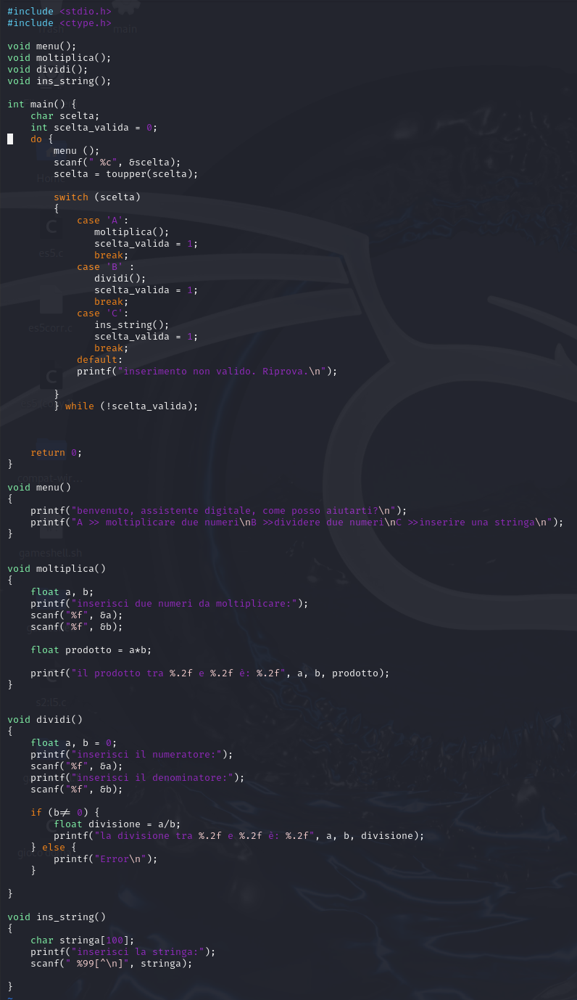 #include <stdio.h>
#include <ctype.h>
Trash
main
void menu();
void moltiplica();
void dividi();
void ins_string();
int main() {
    char scelta;
    int scelta_valida = 0;
    do {
        menu ();
        scanf(" %c", &scelta);
        scelta = toupper(scelta);
        switch (scelta)
        {
            case 'A':
               moltiplica();
               scelta_valida = 1;
               break;
            case 'B' :
               dividi();
               scelta_valida = 1;
               break;
            case 'C':
               ins_string();
               scelta_valida = 1;
               break;
            default:
            printf("inserimento non valido. Riprova.\n");
        }
        } while (!scelta_valida);
    return 0;
}
es5.c
es5corr.c
void menu()
{
    printf("benvenuto, assistente digitale, come posso aiutarti?\n");
    printf("A >> moltiplicare due numeri\nB >>dividere due numeri\nC >>inserire una stringa\n");
}
gameshell.sh
void moltiplica()
{
    float a, b;
    printf("inserisci due numeri da moltiplicare:");
    scanf("%f", &a);
    scanf("%f", &b);
    float prodotto = a*b;
    printf("il prodotto tra %.2f e %.2f è: %.2f", a, b, prodotto);
}
void dividi()
{
    float a, b = 0;
    printf("inserisci il numeratore:");
    scanf("%f", &a);
    printf("inserisci il denominatore:");
    scanf("%f", &b);
    if (b≠ 0) {
        float divisione = a/b;
        printf("la divisione tra %.2f e %.2f è: %.2f", a, b, divisione);
    } else {
        printf("Error\n");
    }
}
void ins_string()
{
    char stringa[100];
    printf("inserisci la stringa:");
    scanf(" %99[^\n]", stringa);
}
~